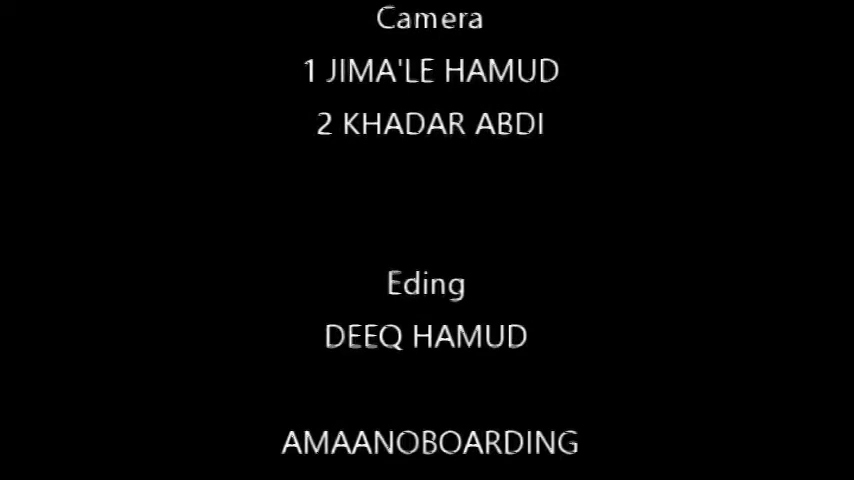 Camera
1 JIMA'LE HAMUD
2 KHADAR ABDI
Eding
DEEQ HAMUD
AMAANOBOARDING